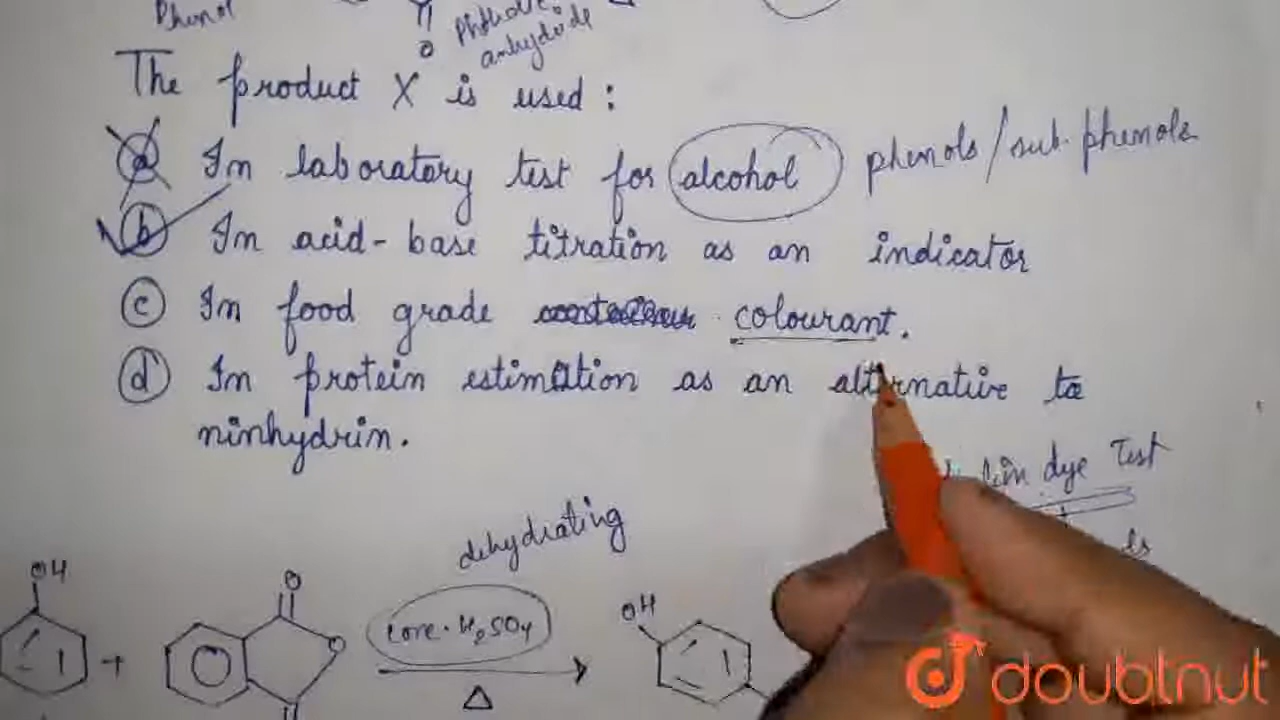 Phenol
O
anhydride
The product X is used :
(a) In laboratory test for alcohol phenols / sub. phenols
(b) In acid-base titration as an indicator
(c) In food grade colourant.
(d) In protein estimation as an alternative to
ninhydrin.
dye Test
dehydrating
OH
O
OH
conc. H2SO4
+
O
Δ
doubtnut